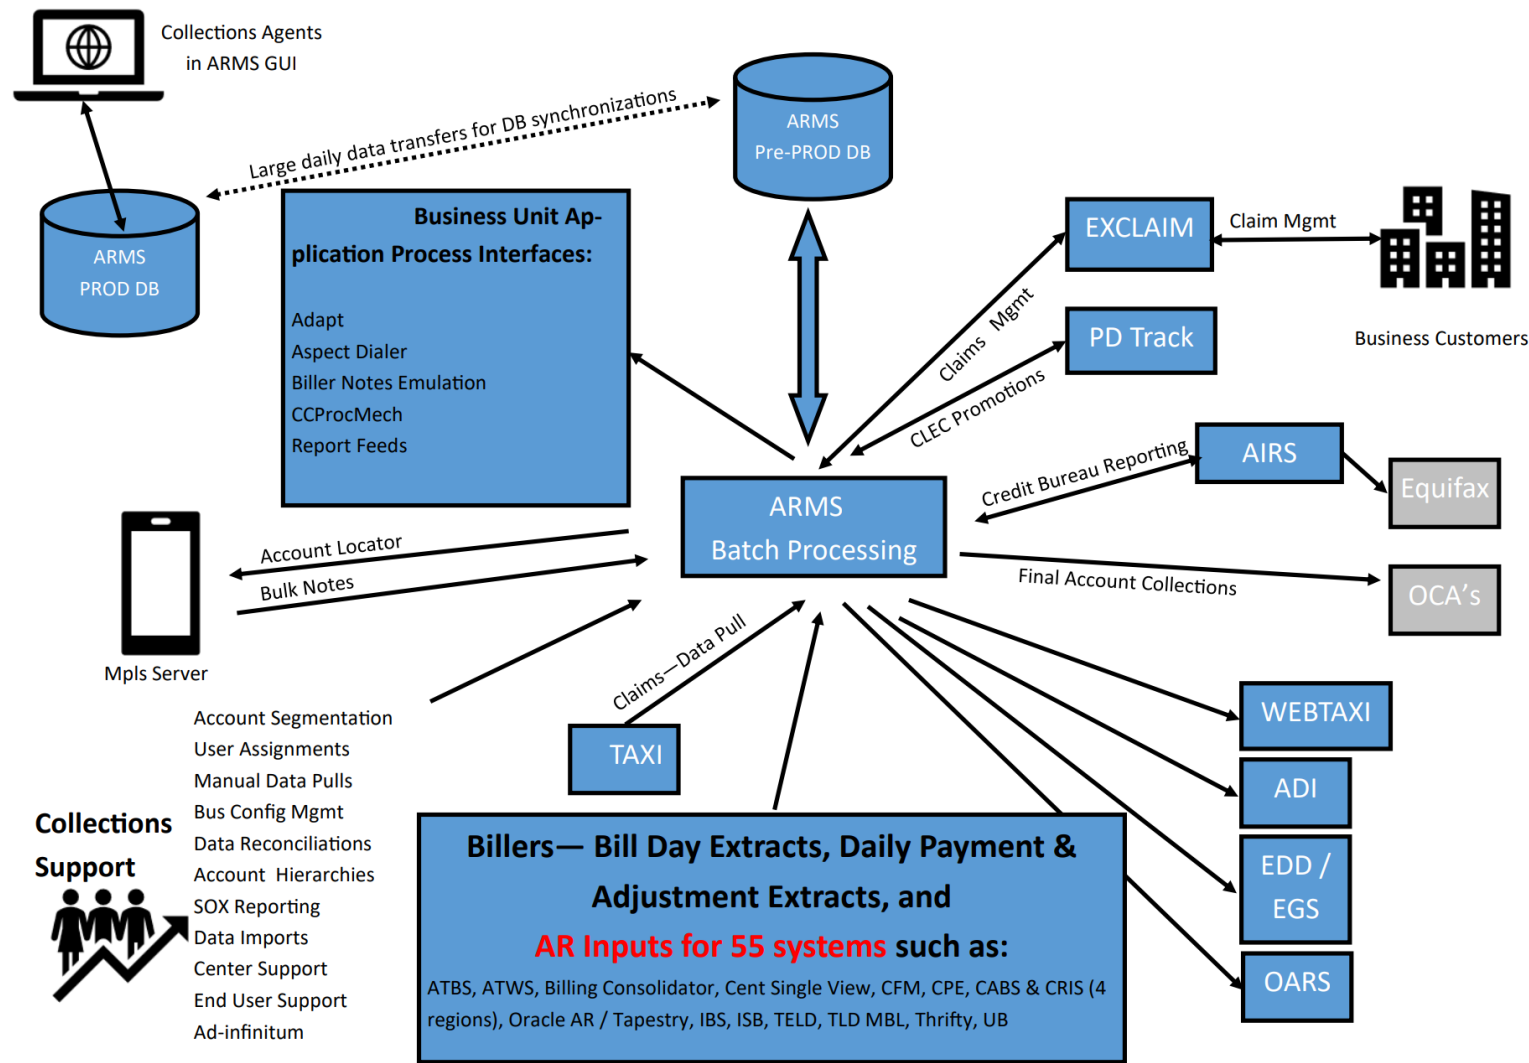 Collections Agents
in ARMS GUI
Large daily data transfers for DB synchronizations
ARMS
Pre-PROD DB
ARMS
PROD DB
Business Unit Ap-
plication Process Interfaces:
Adapt
Aspect Dialer
Biller Notes Emulation
CCProcMech
Report Feeds
EXCLAIM
Claim Mgmt
Business Customers
PD Track
Claims Mgmt
CLEC Promotions
Credit Bureau Reporting
AIRS
Equifax
ARMS
Batch Processing
Final Account Collections
OCA's
Account Locator
Bulk Notes
Mpls Server
Claims—Data Pull
TAXI
WEBTAXI
ADI
EDD /
EGS
OARS
Collections
Support
Account Segmentation
User Assignments
Manual Data Pulls
Bus Config Mgmt
Data Reconciliations
Account Hierarchies
SOX Reporting
Data Imports
Center Support
End User Support
Ad-infinitum
Billers— Bill Day Extracts, Daily Payment &
Adjustment Extracts, and
AR Inputs for 55 systems such as:
ATBS, ATWS, Billing Consolidator, Cent Single View, CFM, CPE, CABS & CRIS (4
regions), Oracle AR / Tapestry, IBS, ISB, TELD, TLD MBL, Thrifty, UB